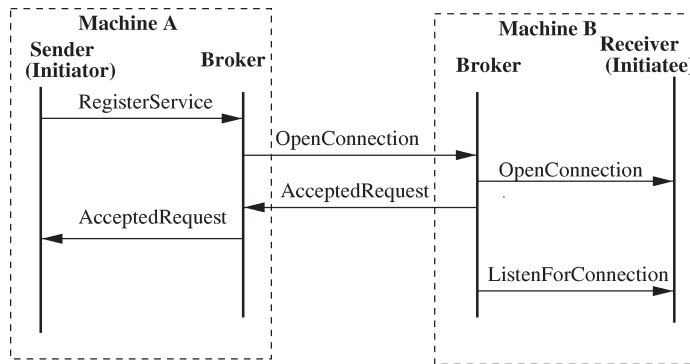 Machine A
Sender
(Initiator)
Broker
Machine B
Broker
Receiver
(Initiatee)
RegisterService
OpenConnection
OpenConnection
AcceptedRequest
AcceptedRequest
ListenForConnection